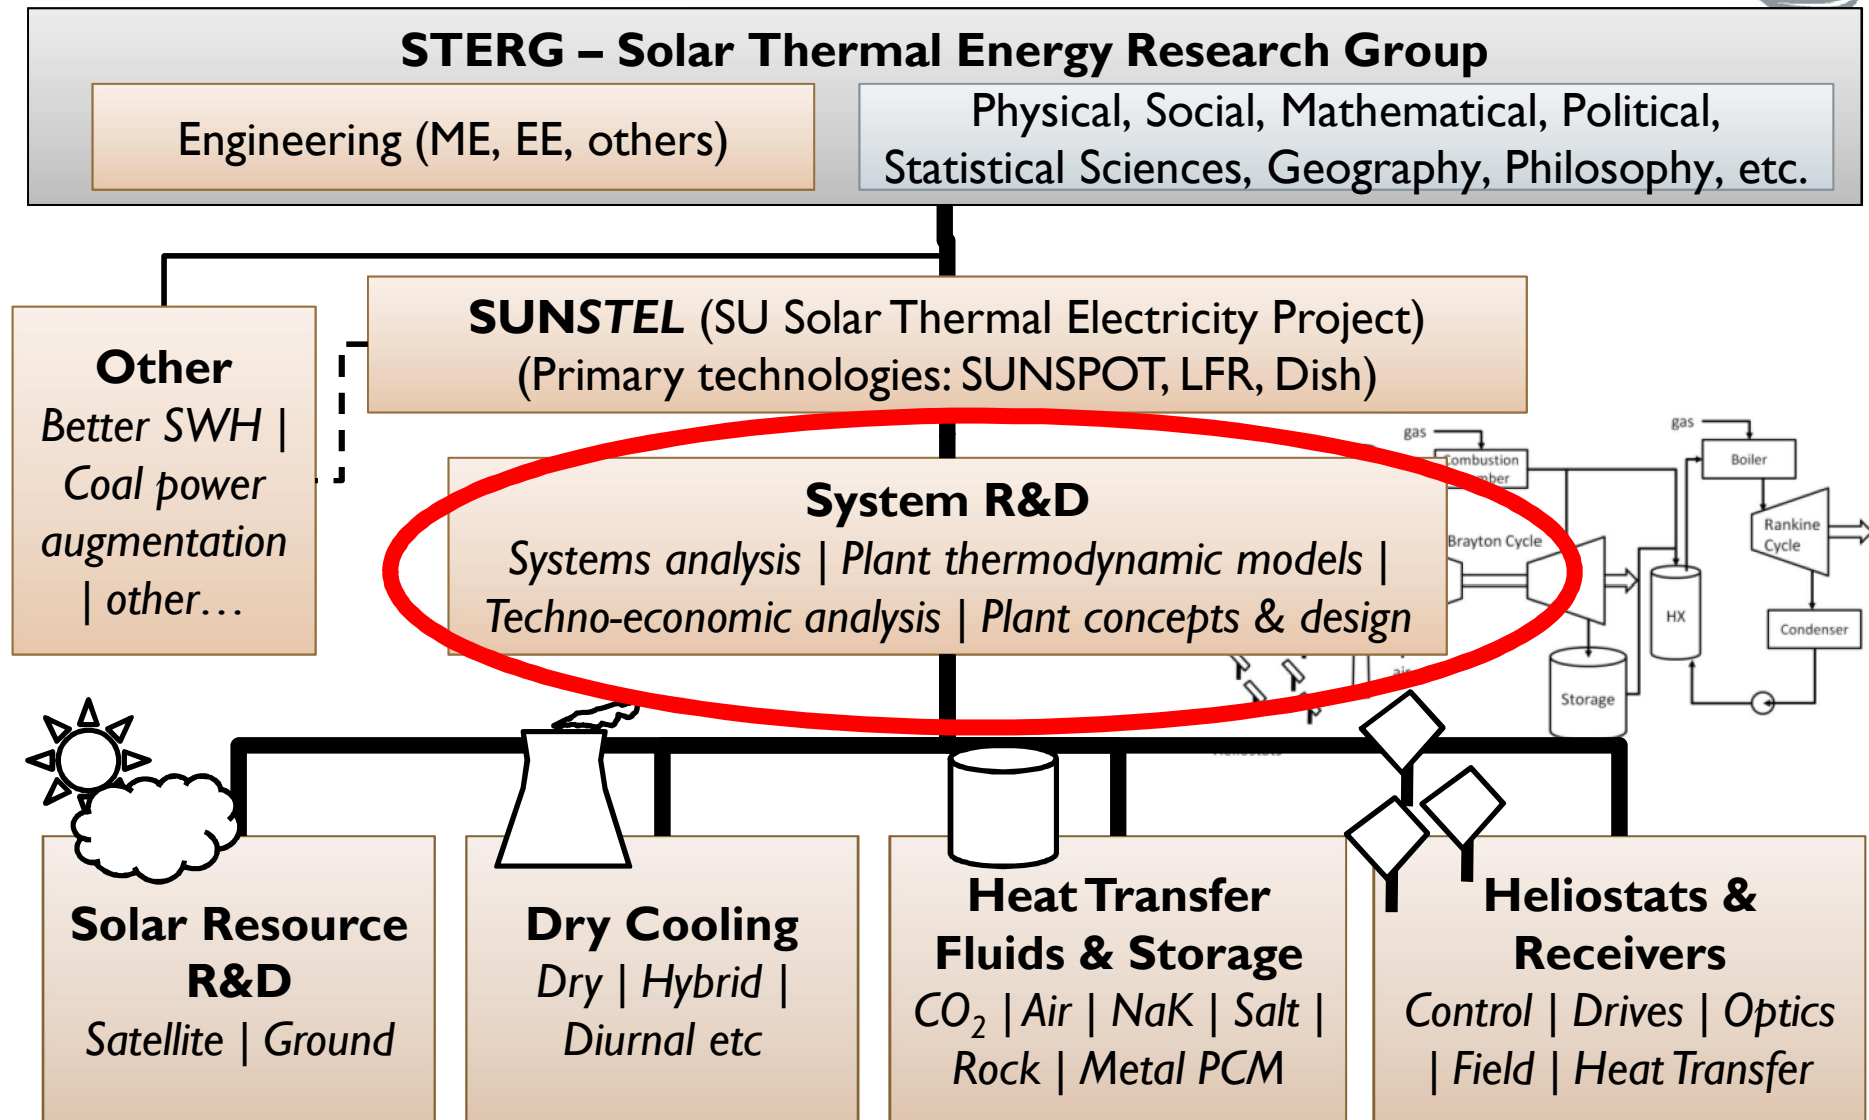 STERG – Solar Thermal Energy Research Group
Engineering (ME, EE, others)
Physical, Social, Mathematical, Political,
Statistical Sciences, Geography, Philosophy, etc.
SUNSTEL (SU Solar Thermal Electricity Project)
(Primary technologies: SUNSPOT, LFR, Dish)
Other
Better SWH |
Coal power
augmentation
| other…
System R&D
Systems analysis | Plant thermodynamic models |
Techno-economic analysis | Plant concepts & design
gas
Combustion
Brayton Cycle
Storage
HX
gas
Boiler
Rankine
Cycle
Condenser
Solar Resource
R&D
Satellite | Ground
Dry Cooling
Dry | Hybrid |
Diurnal etc
Heat Transfer
Fluids & Storage
CO₂ | Air | NaK | Salt |
Rock | Metal PCM
Heliostats &
Receivers
Control | Drives | Optics
| Field | Heat Transfer